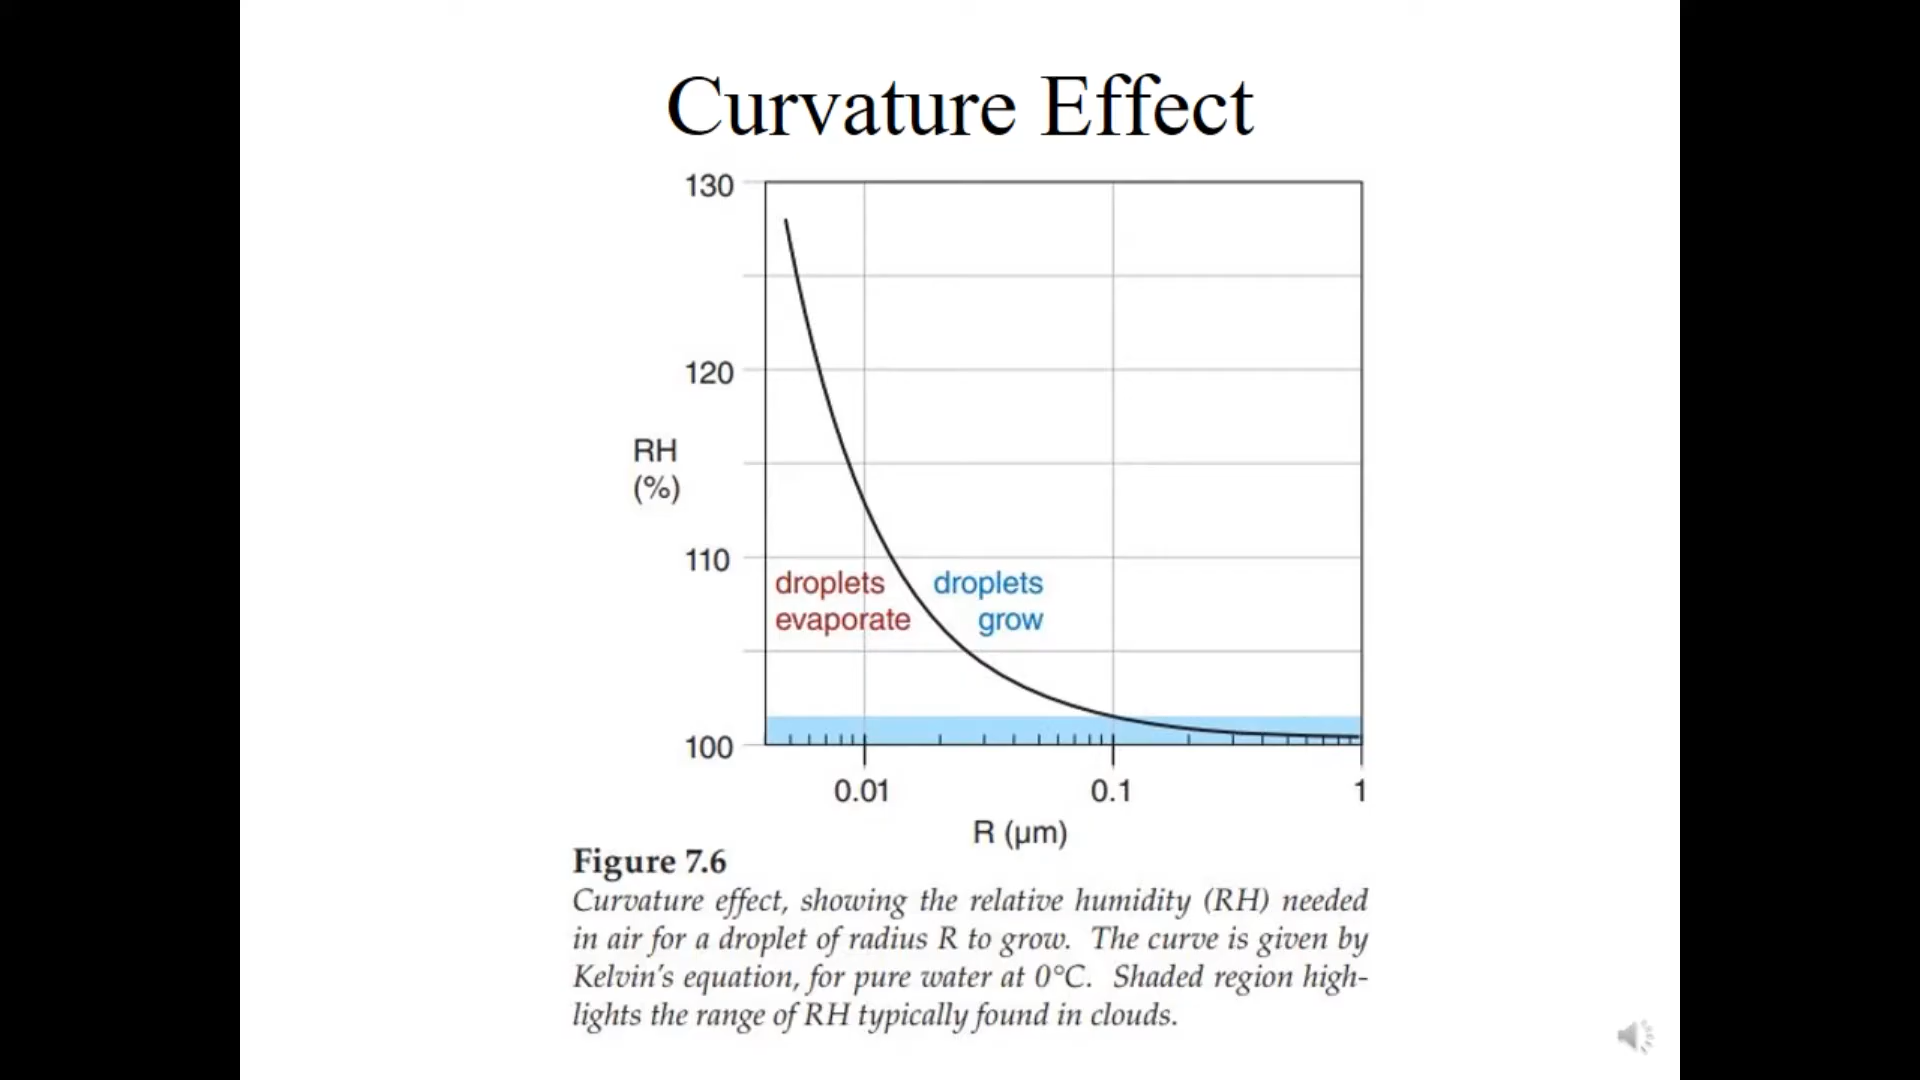 Curvature Effect
130
120
RH
(%)
110
droplets
evaporate
droplets
grow
100
0.01
0.1
1
R (µm)
Figure 7.6
Curvature effect, showing the relative humidity (RH) needed
in air for a droplet of radius R to grow. The curve is given by
Kelvin's equation, for pure water at 0°C. Shaded region high-
lights the range of RH typically found in clouds.